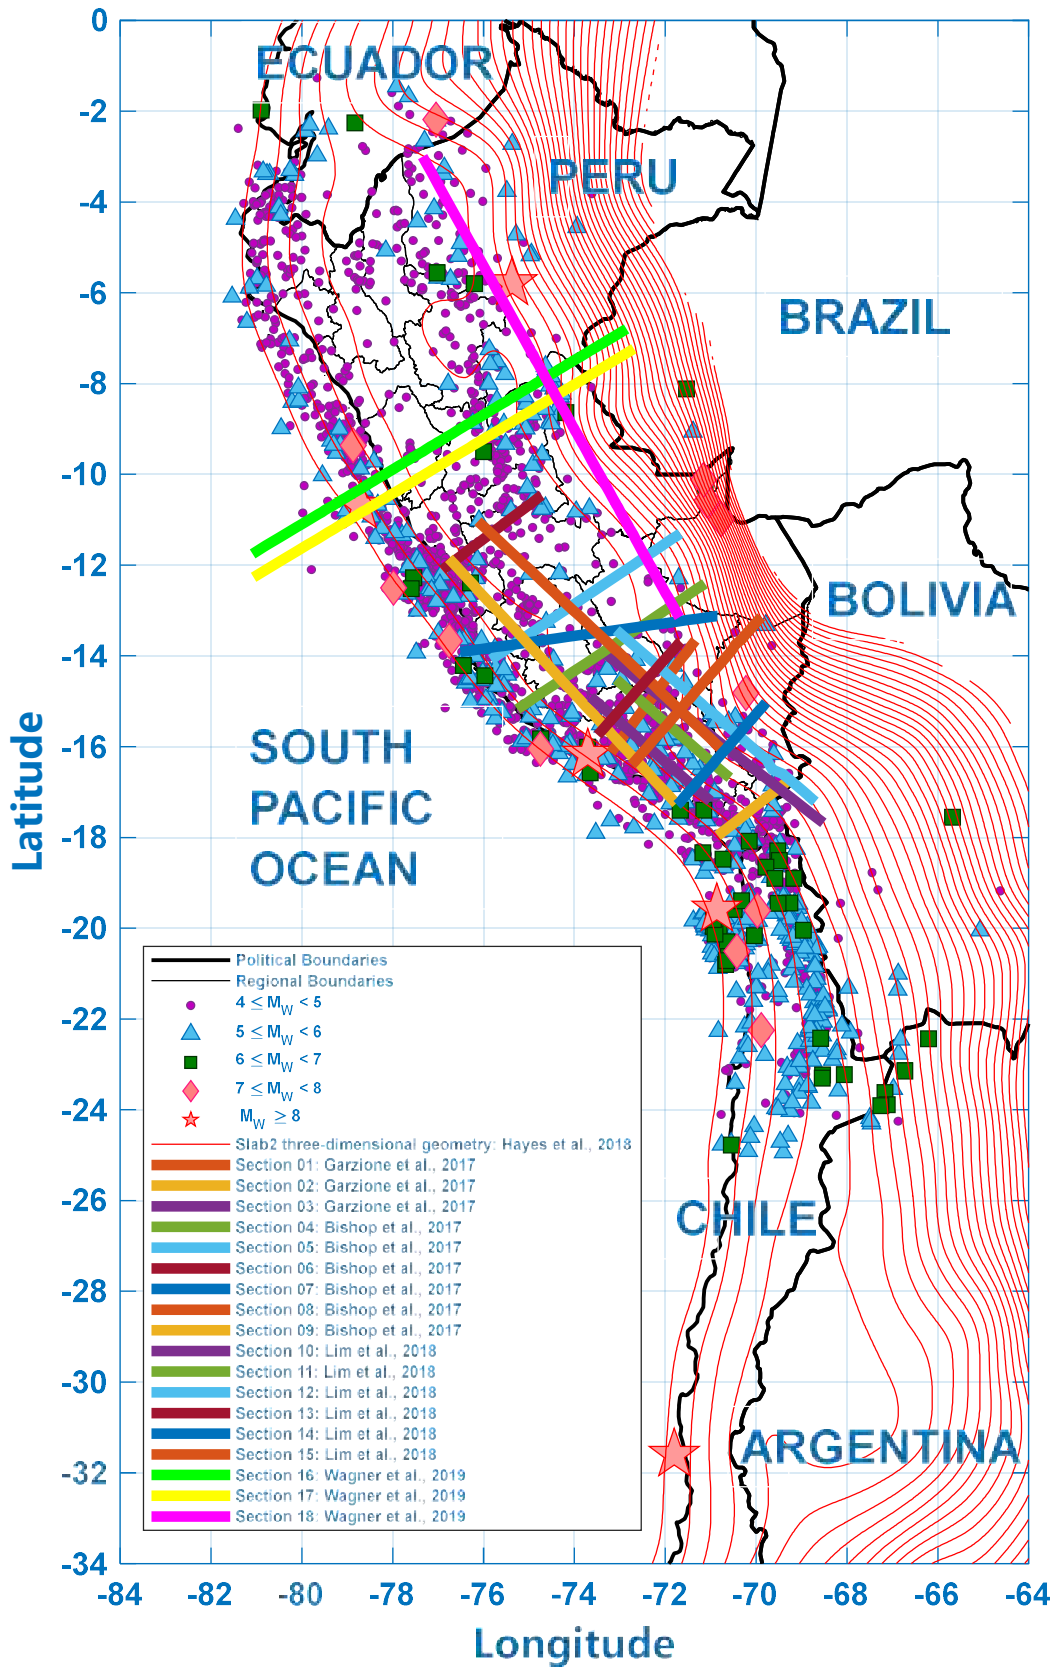 0
-2
-4
-6
-8
-10
-12
-14
-16
-18
-20
-22
-24
-26
-28
-30
-32
-34
Latitude
ECUADOR
PERU
BRAZIL
BOLIVIA
SOUTH
PACIFIC
OCEAN
CHILE
ARGENTINA
Political Boundaries
Regional Boundaries
4 ≤ M_W < 5
5 ≤ M_W < 6
6 ≤ M_W < 7
7 ≤ M_W < 8
M_W ≥ 8
Slab2 three-dimensional geometry: Hayes et al., 2018
Section 01: Garzione et al., 2017
Section 02: Garzione et al., 2017
Section 03: Garzione et al., 2017
Section 04: Bishop et al., 2017
Section 05: Bishop et al., 2017
Section 06: Bishop et al., 2017
Section 07: Bishop et al., 2017
Section 08: Bishop et al., 2017
Section 09: Bishop et al., 2017
Section 10: Lim et al., 2018
Section 11: Lim et al., 2018
Section 12: Lim et al., 2018
Section 13: Lim et al., 2018
Section 14: Lim et al., 2018
Section 15: Lim et al., 2018
Section 16: Wagner et al., 2019
Section 17: Wagner et al., 2019
Section 18: Wagner et al., 2019
-84 -82 -80 -78 -76 -74 -72 -70 -68 -66 -64
Longitude